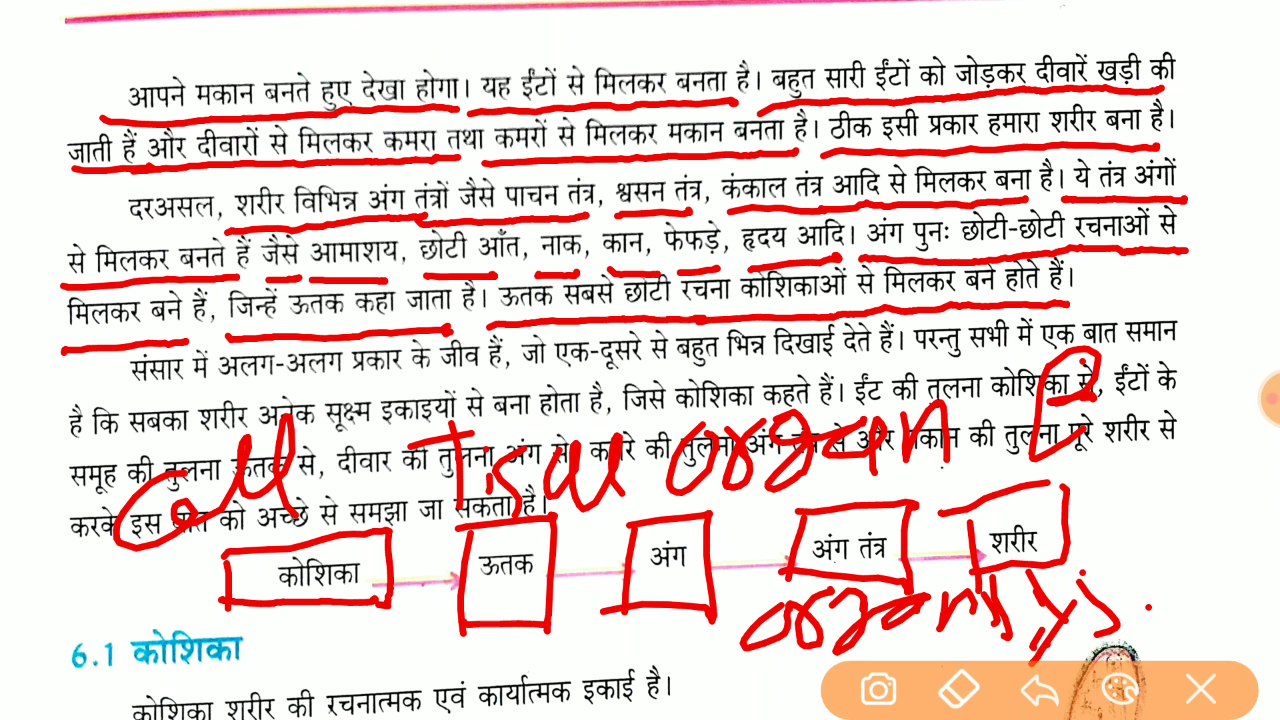 आपने मकान बनते हुए देखा होगा। यह ईंटों से मिलकर बनता है। बहुत सारी ईंटों को जोड़कर दीवारें खड़ी की
जाती हैं और दीवारों से मिलकर कमरा तथा कमरों से मिलकर मकान बनता है। ठीक इसी प्रकार हमारा शरीर बना है।
दरअसल, शरीर विभिन्न अंग तंत्रों जैसे पाचन तंत्र, श्वसन तंत्र, कंकाल तंत्र आदि से मिलकर बना है। ये तंत्र अंगों
से मिलकर बनते हैं जैसे आमाशय, छोटी आँत, नाक, कान, फेफड़े, हृदय आदि। अंग पुनः छोटी-छोटी रचनाओं से
मिलकर बने हैं, जिन्हें ऊतक कहा जाता है। ऊतक सबसे छोटी रचना कोशिकाओं से मिलकर बने होते हैं।
संसार में अलग-अलग प्रकार के जीव हैं, जो एक-दूसरे से बहुत भिन्न दिखाई देते हैं। परन्तु सभी में एक बात समान
है कि सबका शरीर अनेक सूक्ष्म इकाइयों से बना होता है, जिसे कोशिका कहते हैं। ईंट की तुलना कोशिका से, ईंटों के
समूह की तुलना ऊतक से, दीवार की तुलना अंग से, कमरे की तुलना अंग तंत्र से और मकान की तुलना पूरे शरीर से
करके इस बात को अच्छे से समझा जा सकता है।
organ
कोशिका ऊतक अंग अंग तंत्र शरीर
6.1 कोशिका
कोशिका शरीर की रचनात्मक एवं कार्यात्मक इकाई है।